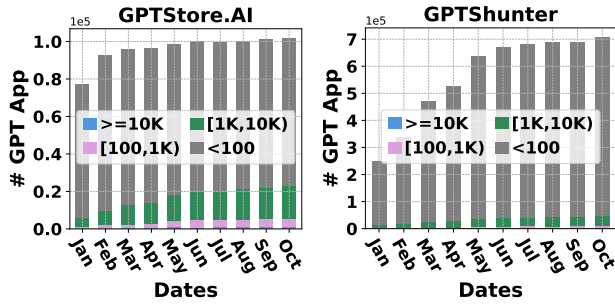 GPTStore.AI
1e5
# GPT App
1.0
0.8
0.6
0.4
0.2
0.0
>=10K
[1K,10K)
[100,1K)
<100
Jan
Feb
Mar
Apr
May
Jun
Jul
Aug
Sep
Oct
Dates
GPTShunter
1e5
# GPT App
7
6
5
4
3
2
1
0
>=10K
[1K,10K)
[100,1K)
<100
Jan
Feb
Mar
Apr
May
Jun
Jul
Aug
Sep
Oct
Dates